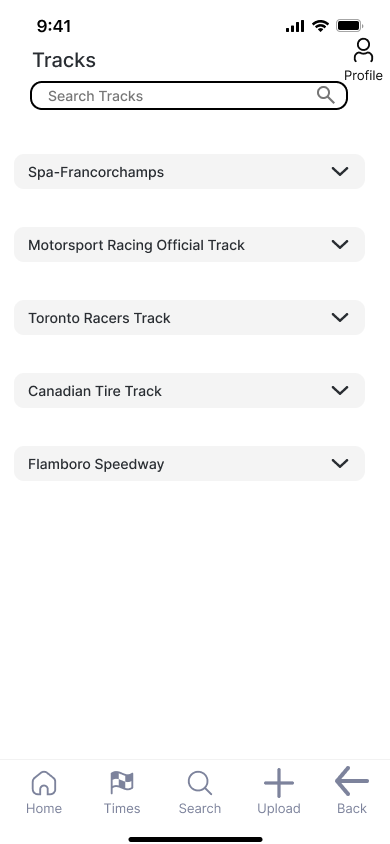 9:41
Tracks
Profile
Search Tracks
Spa-Francorchamps
Motorsport Racing Official Track
Toronto Racers Track
Canadian Tire Track
Flamboro Speedway
Home Times Search Upload Back